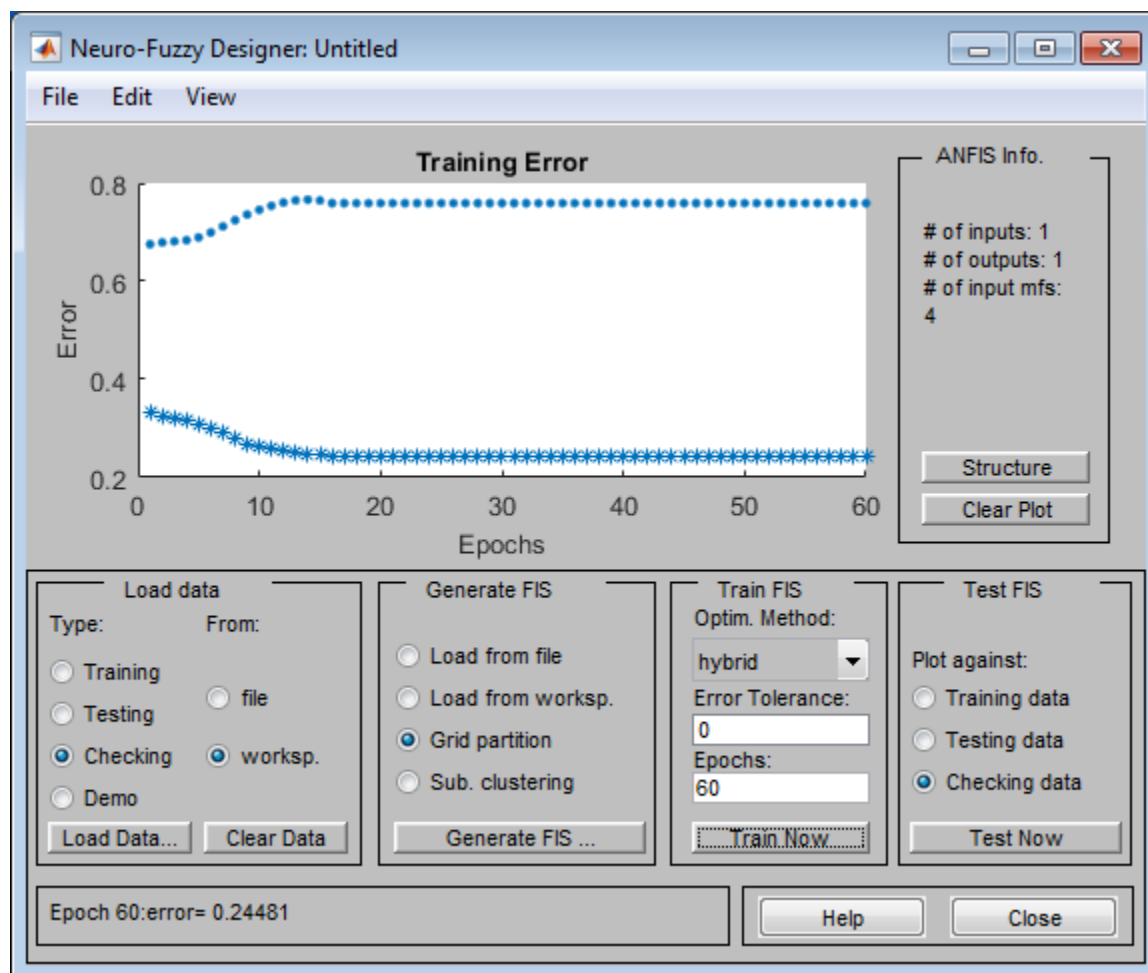 Neuro-Fuzzy Designer: Untitled
File Edit View
Training Error
0.8
0.6
0.4
0.2
Error
0 10 20 30 40 50 60
Epochs
ANFIS Info.
# of inputs: 1
# of outputs: 1
# of input mfs:
4
Structure
Clear Plot
Load data
Type: From:
Training
Testing
Checking
Demo
file
worksp.
Load Data... Clear Data
Generate FIS
Load from file
Load from worksp.
Grid partition
Sub. clustering
Generate FIS ...
Train FIS
Optim. Method:
hybrid
Error Tolerance:
0
Epochs:
60
Train Now
Test FIS
Plot against:
Training data
Testing data
Checking data
Test Now
Epoch 60:error= 0.24481
Help Close